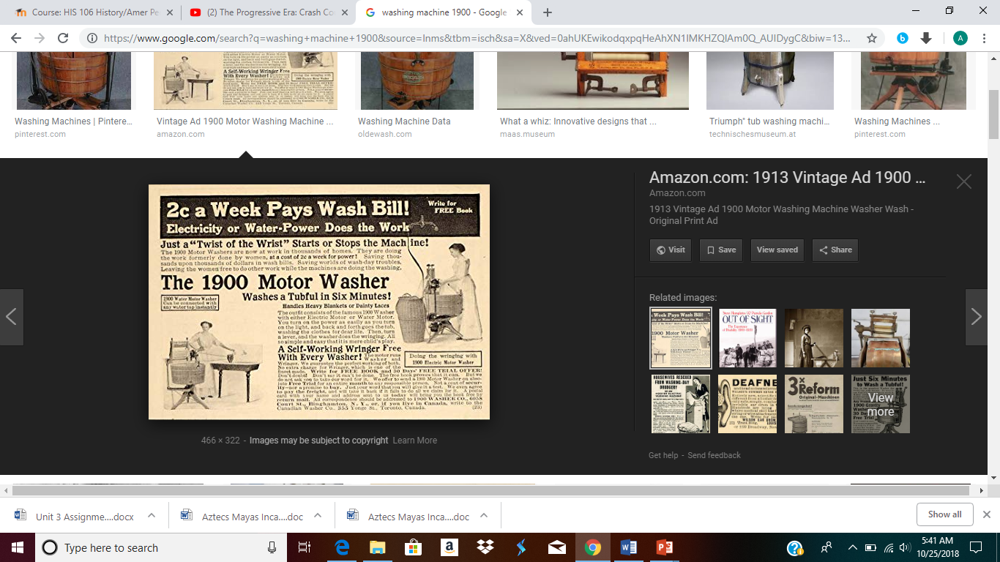 Course: HIS 106 History/Amer Pe
(2) The Progressive Era: Crash Co
washing machine 1900 - Google
https://www.google.com/search?q=washing+machine+1900&source=lnms&tbm=isch&sa=X&ved=0ahUKEwikodqxpqHeAhXN1IMKHZQIAm0Q_AUIDygC&biw=13...
A
A Self-Working Wringer Free
With Every Washer!
Washing Machines | Pintere...
pinterest.com
Vintage Ad 1900 Motor Washing Machine ...
amazon.com
Washing Machine Data
oldewash.com
What a whiz: Innovative designs that ...
maas.museum
Triumph" tub washing machi...
technischesmuseum.at
Washing Machines ...
pinterest.com
2c a Week Pays Wash Bill!
Write for
FREE Book
Electricity or Water-Power Does the Work
Just a "Twist of the Wrist" Starts or Stops the Mach ine!
The 1900 Motor Washers are now at work in thousands of homes. They are doing
the work formerly done by women, at a cost of 2c a week for power! Saving thou-
sands upon thousands of dollars in wash bills. Saving worlds of wash-day troubles.
Leaving the women free to do other work while the machines are doing the washing.
The 1900 Motor Washer
Washes a Tubful in Six Minutes!
Handles Heavy Blankets or Dainty Laces
1900 Water Motor Washer
Can be connected with
any water tap instantly
The outfit consists of the famous 1900 Washer
with either Electric Motor or Water Motor.
You turn on the power as easily as you turn
on the light, and back and forth goes the tub,
washing the clothes for dear life. Then, turn
a lever, and the washer does the wringing. All
so simple and easy that it is mere child's play.
A Self-Working Wringer Free
With Every Washer! The motor runs
Washer and
Wringer. We guarantee the perfect working of both.
No extra charge for Wringer, which is one of the
finest made. Write for FREE BOOK and 30 Days' FREE TRIAL OFFER!
Don't doubt! Don't say it can't be done. The free book proves that it can. But we
do not ask you to take our word for it. We offer to send a 1900 Motor Washer on
absolute Free Trial for an entire month to any responsible person. Not a cent of secur-
ity—nor a promise to buy. Just your word that you will give it a test. We even agree
to pay the freight, and will take it back if it fails to do all we claim for it. A postal
card with your name and address sent to us today will bring you the book free by
return mail. All correspondence should be addressed to 1900 WASHER CO.,
Court St., Binghamton, N. Y., or, if you live in Canada, write to the
Canadian Washer Co., 355 Yonge St., Toronto, Canada.
Doing the wringing with
1900 Electric Motor Washer
466 × 322 - Images may be subject to copyright Learn More
Amazon.com: 1913 Vintage Ad 1900 ...
Amazon.com
1913 Vintage Ad 1900 Motor Washing Machine Washer Wash -
Original Print Ad
Visit
Save
View saved
Share
Related images:
a Week Pays Wash Bill!
1900 Motor Washer
OUT OF SIGHT
HOUSEWIVES RESCUED
FROM WASHING-DAY
DRUDGERY
DEAFNE
3x Reform
Original-Maschinen
Just Six Minutes
to Wash a Tubful!
View
more
Get help - Send feedback
Unit 3 Assignme....docx
Aztecs Mayas Inca....doc
Aztecs Mayas Inca....doc
Show all
Type here to search
5:41 AM
10/25/2018